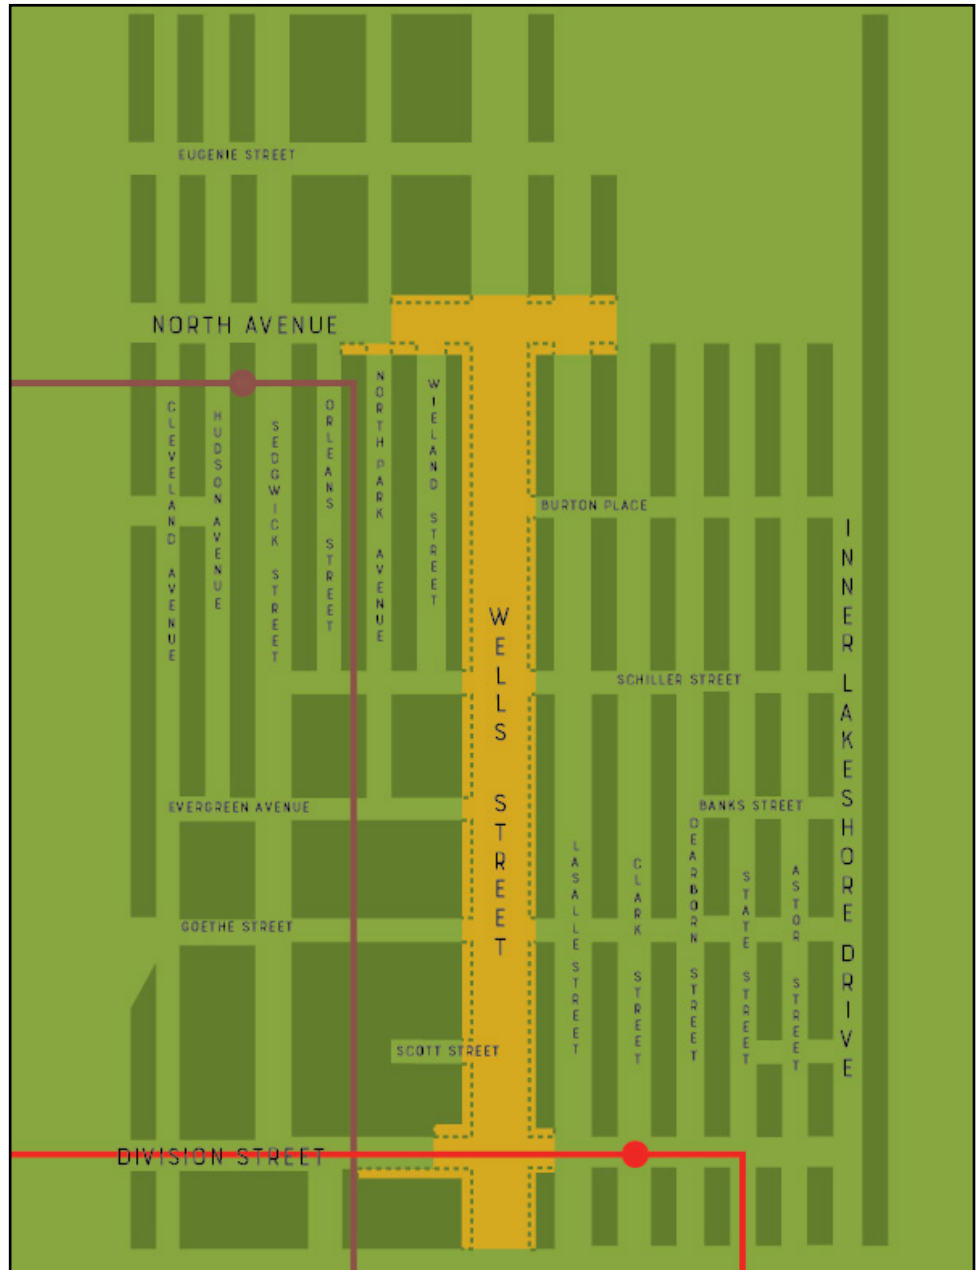 EUGENIE STREET
NORTH AVENUE
CLEVELAND AVENUE
HUDSON AVENUE
SEDGWICK STREET
ORLEANS STREET
NORTH PARK AVENUE
WIELAND STREET
BURTON PLACE
WELLS STREET
INNER LAKESHORE DRIVE
SCHILLER STREET
EVERGREEN AVENUE
BANKS STREET
LASALLE STREET
CLARK STREET
DEARBORN STREET
STATE STREET
ASTOR STREET
GOETHE STREET
SCOTT STREET
DIVISION STREET